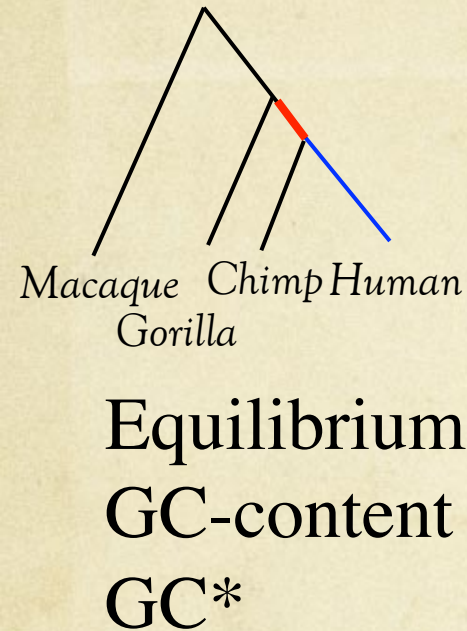 Macaque Chimp Human
Gorilla
Equilibrium
GC-content
GC*